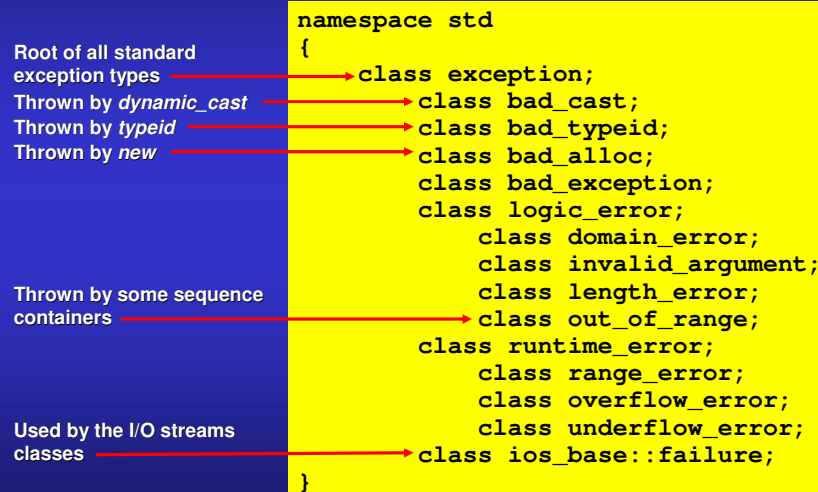 namespace std
{
Root of all standard
exception types
class exception;
Thrown by dynamic_cast
class bad_cast;
Thrown by typeid
class bad_typeid;
Thrown by new
class bad_alloc;
class bad_exception;
class logic_error;
class domain_error;
class invalid_argument;
Thrown by some sequence
containers
class length_error;
class out_of_range;
class runtime_error;
class range_error;
class overflow_error;
Used by the I/O streams
classes
class underflow_error;
class ios_base::failure;
}